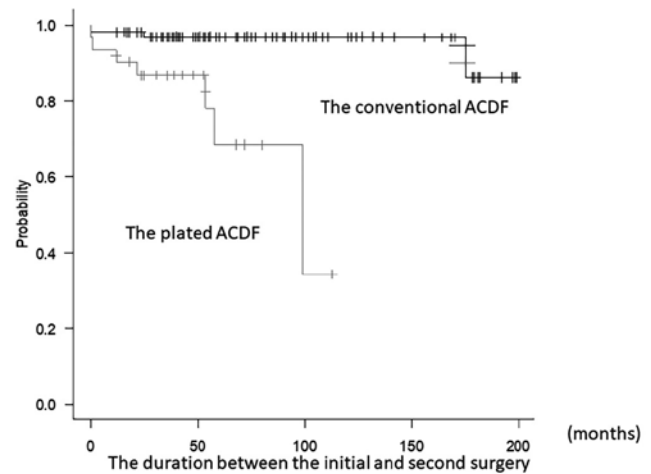 1.0
0.8
0.6
0.4
0.2
0.0
Probability
The conventional ACDF
The plated ACDF
0 50 100 150 200
(months)
The duration between the initial and second surgery